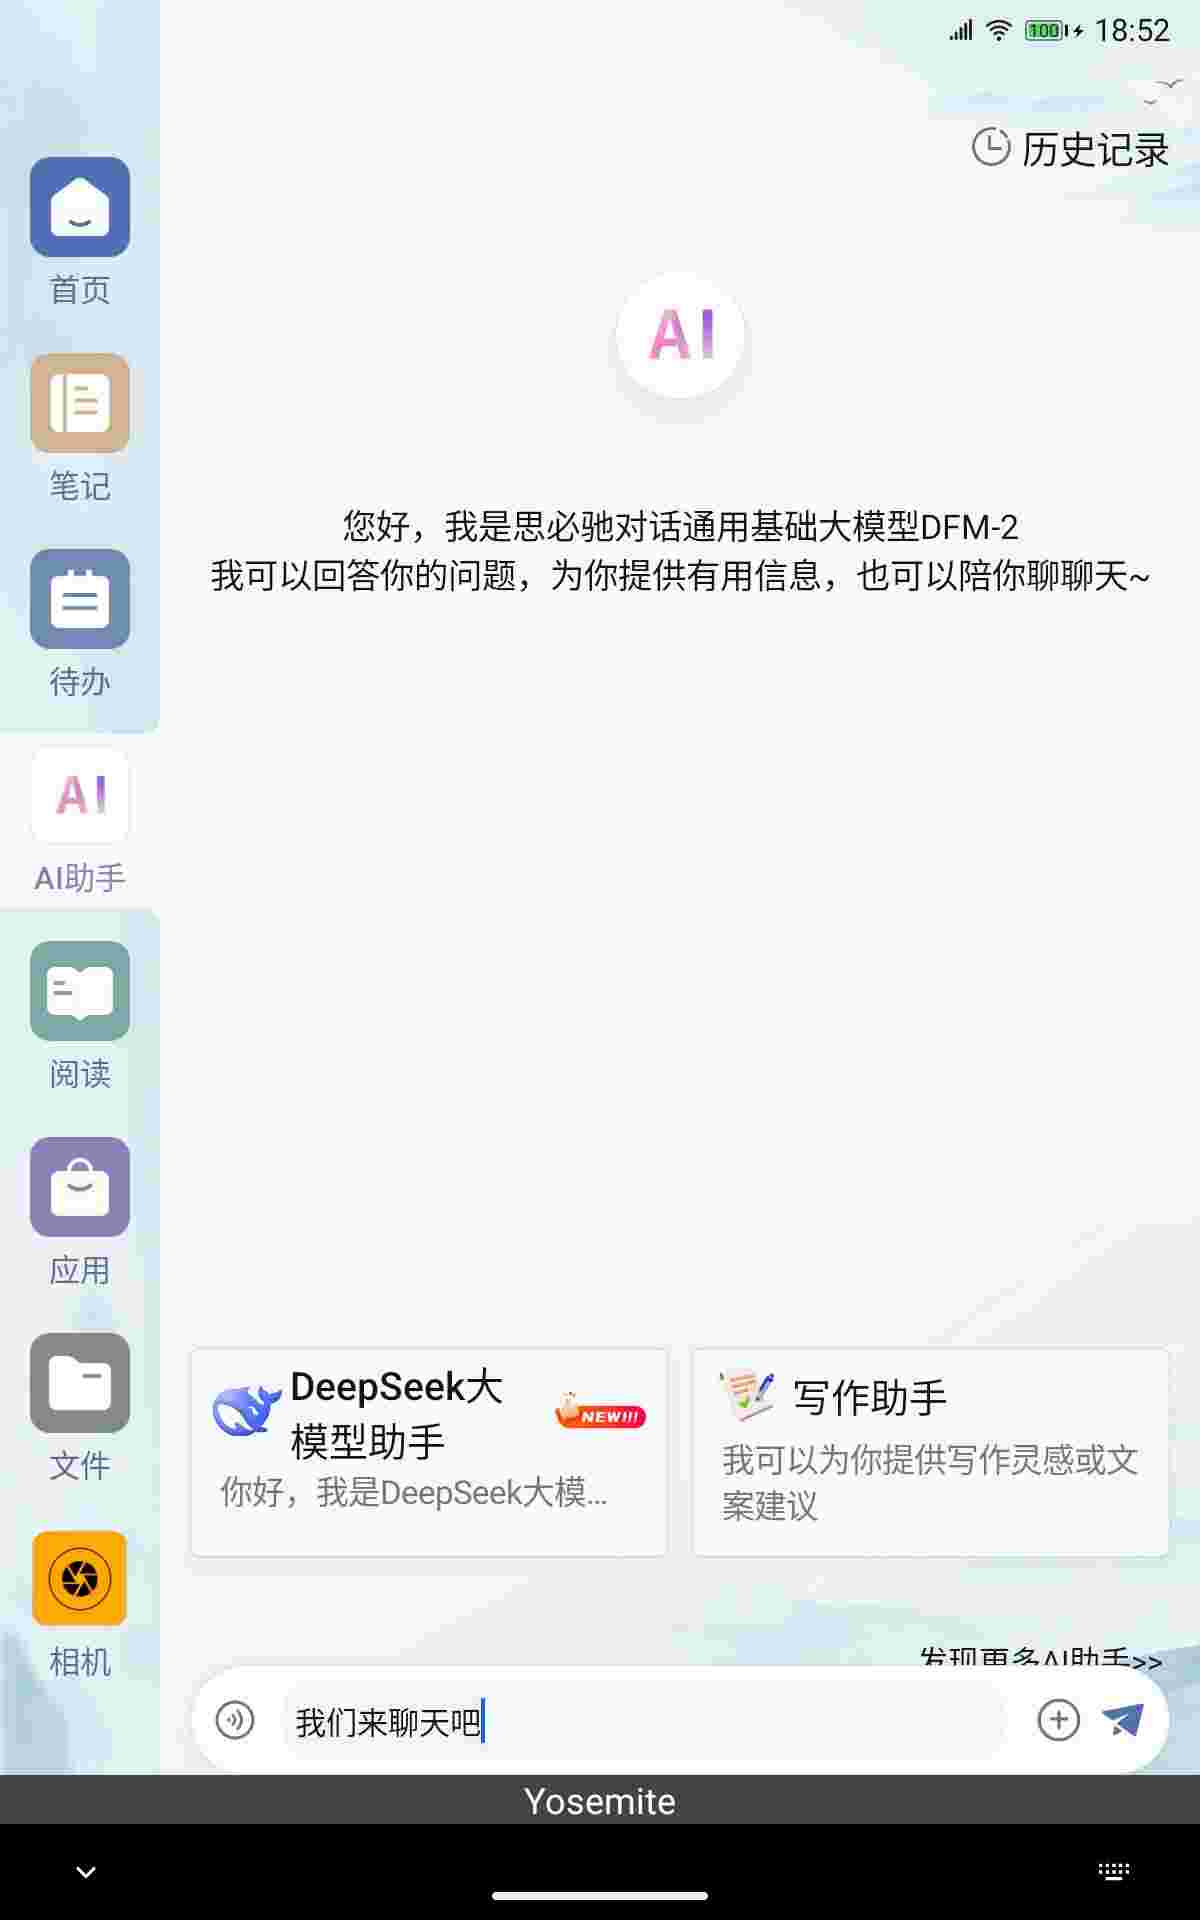 100
18:52
历史记录
首页
AI
笔记
您好，我是思必驰对话通用基础大模型DFM-2
我可以回答你的问题，为你提供有用信息，也可以陪你聊聊天~
待办
AI
AI助手
阅读
应用
文件
相机
DeepSeek大
模型助手
NEW!!!
你好，我是DeepSeek大模...
写作助手
我可以为你提供写作灵感或文
案建议
发现更多AI助手>>
我们来聊天吧
Yosemite